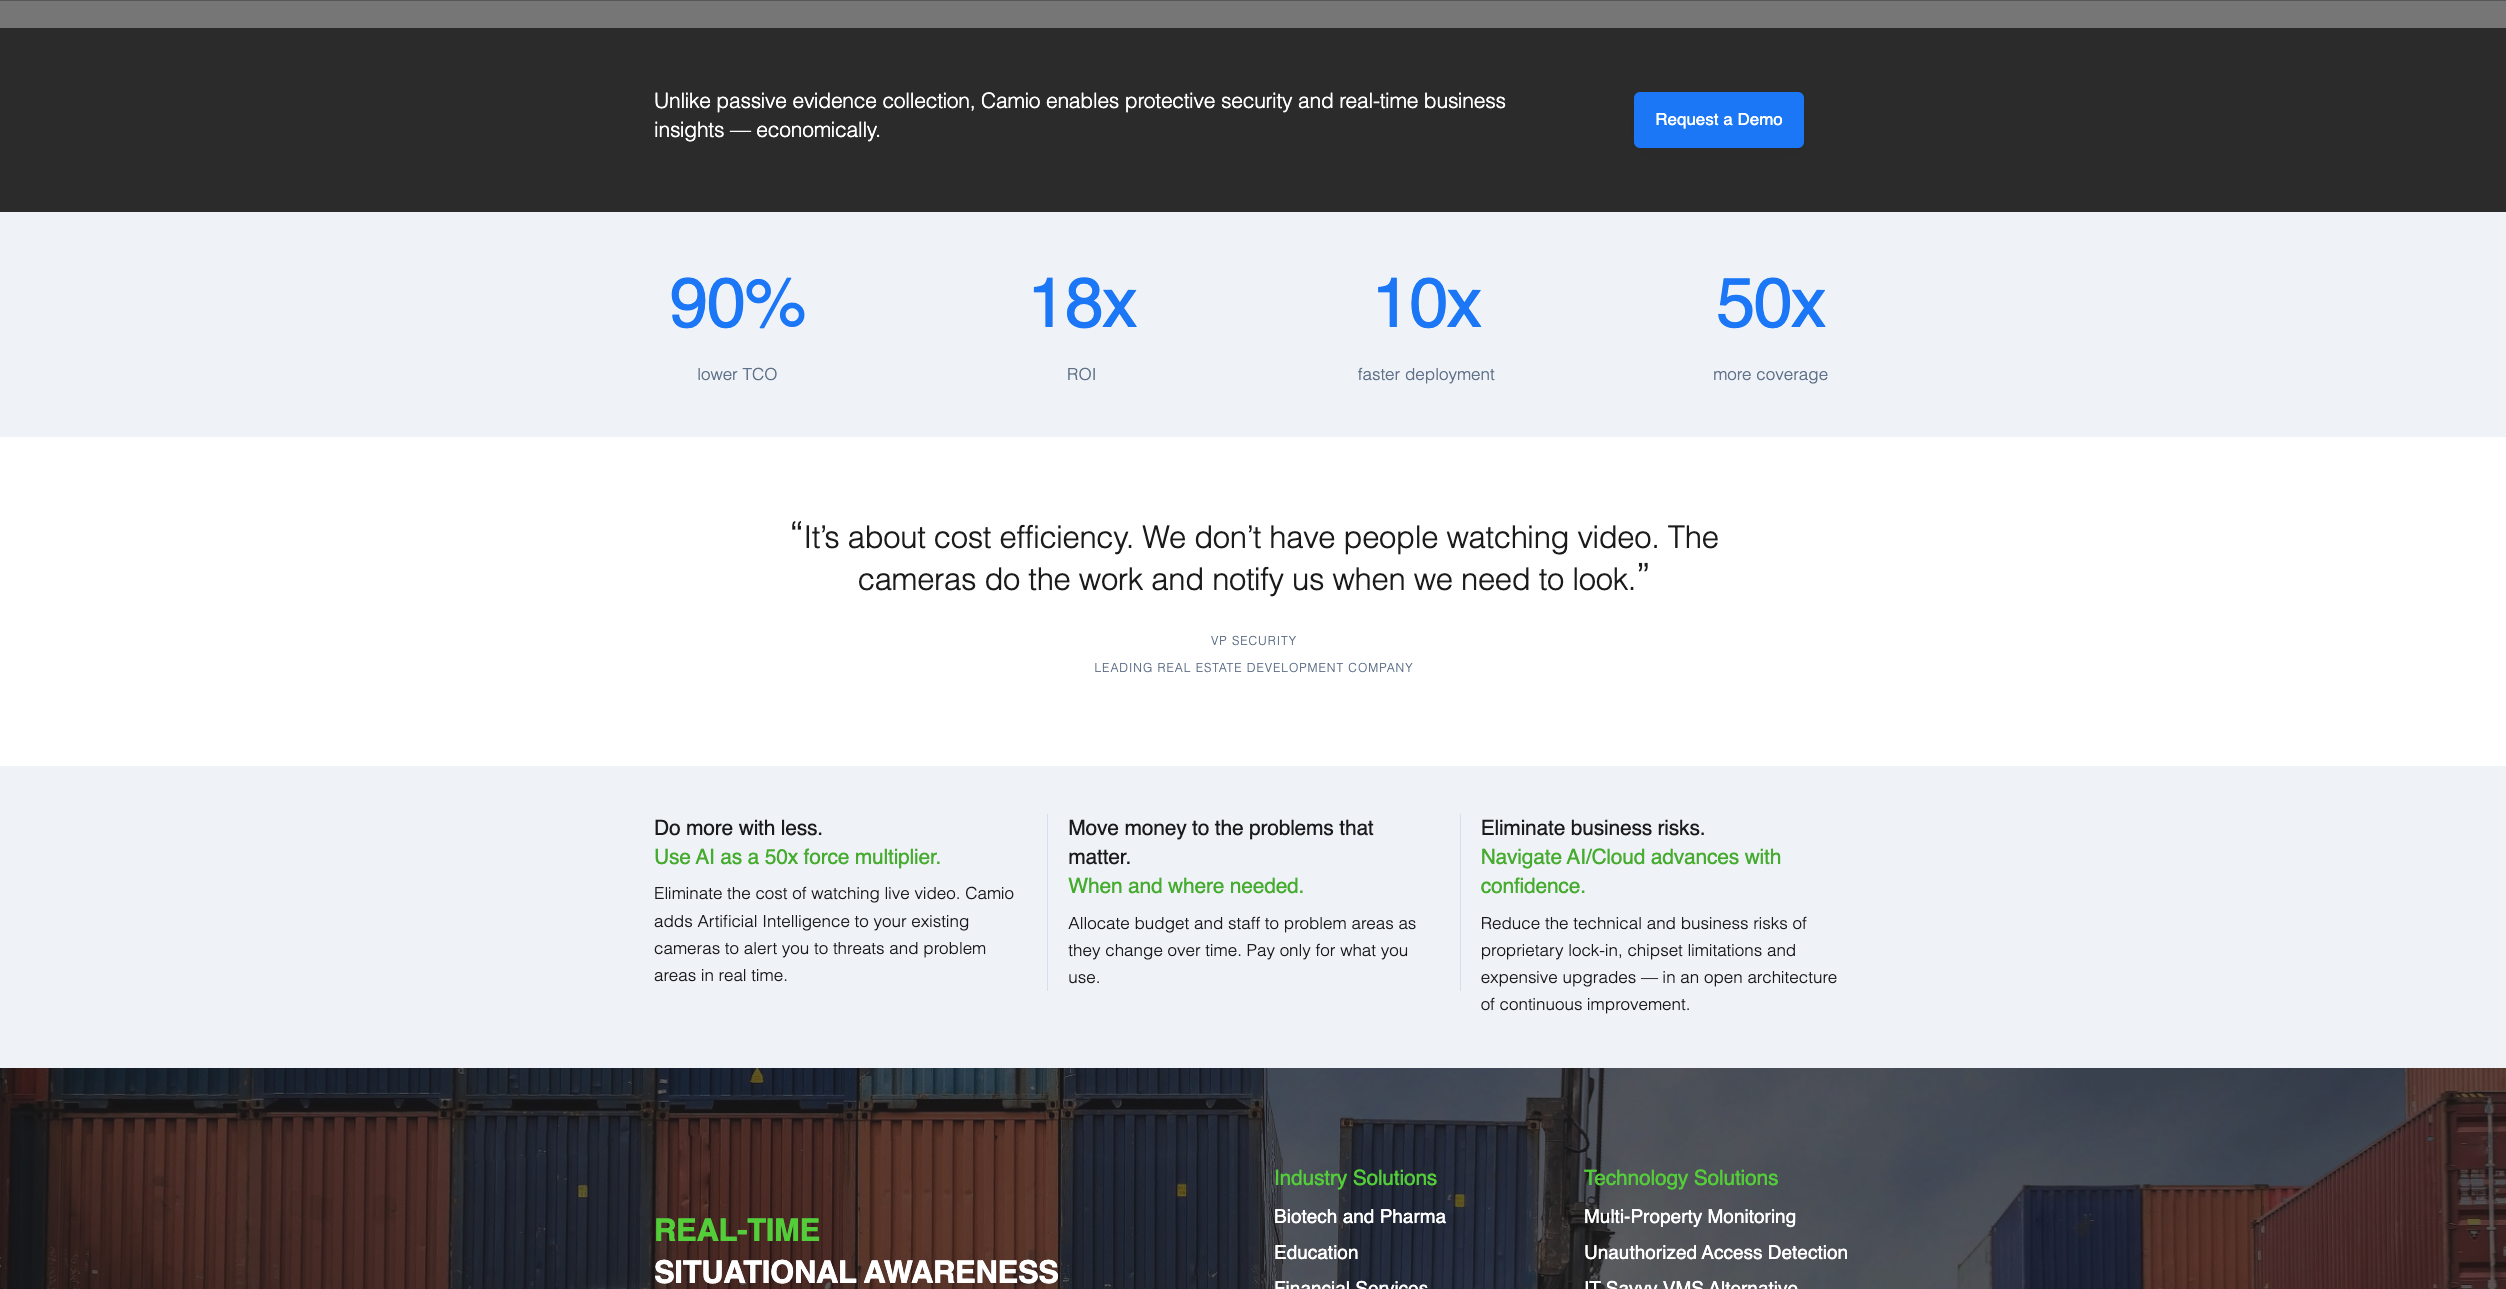 Unlike passive evidence collection, Camio enables protective security and real-time business
insights — economically.
Request a Demo
90%
lower TCO
18x
ROI
10x
faster deployment
50x
more coverage
“It’s about cost efficiency. We don’t have people watching video. The
cameras do the work and notify us when we need to look.”
VP SECURITY
LEADING REAL ESTATE DEVELOPMENT COMPANY
Do more with less.
Use AI as a 50x force multiplier.
Eliminate the cost of watching live video. Camio
adds Artificial Intelligence to your existing
cameras to alert you to threats and problem
areas in real time.
Move money to the problems that
matter.
When and where needed.
Allocate budget and staff to problem areas as
they change over time. Pay only for what you
use.
Eliminate business risks.
Navigate AI/Cloud advances with
confidence.
Reduce the technical and business risks of
proprietary lock-in, chipset limitations and
expensive upgrades — in an open architecture
of continuous improvement.
REAL-TIME
SITUATIONAL AWARENESS
Industry Solutions
Biotech and Pharma
Education
Financial Services
Technology Solutions
Multi-Property Monitoring
Unauthorized Access Detection
IT-Savvy VMS Alternative